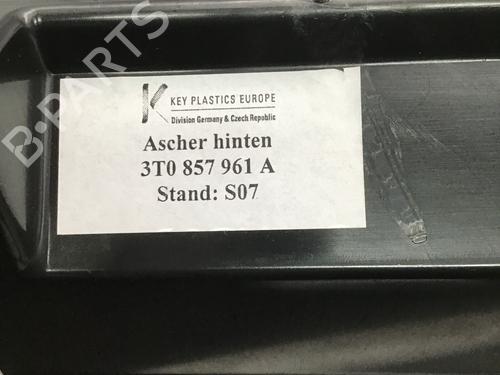 B-PARTS
K KEY PLASTICS EUROPE
Division Germany & Czech Republic
Ascher hinten
3T0 857 961 A
Stand: S07